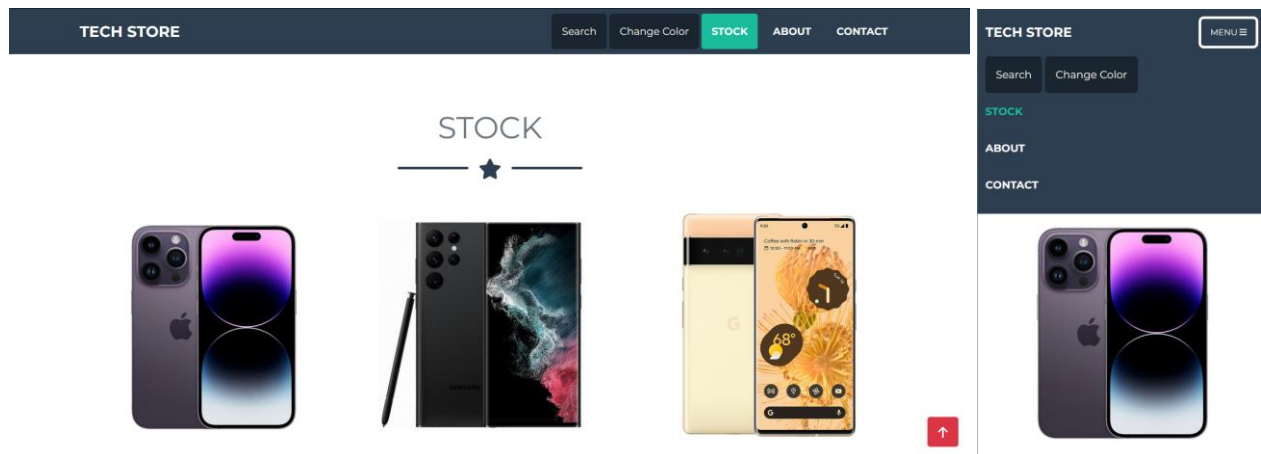 TECH STORE
Search Change Color STOCK ABOUT CONTACT
STOCK
SAMSUNG
G
Coffee with Robin in 30 min
68°
G
TECH STORE
MENU
Search Change Color
STOCK
ABOUT
CONTACT